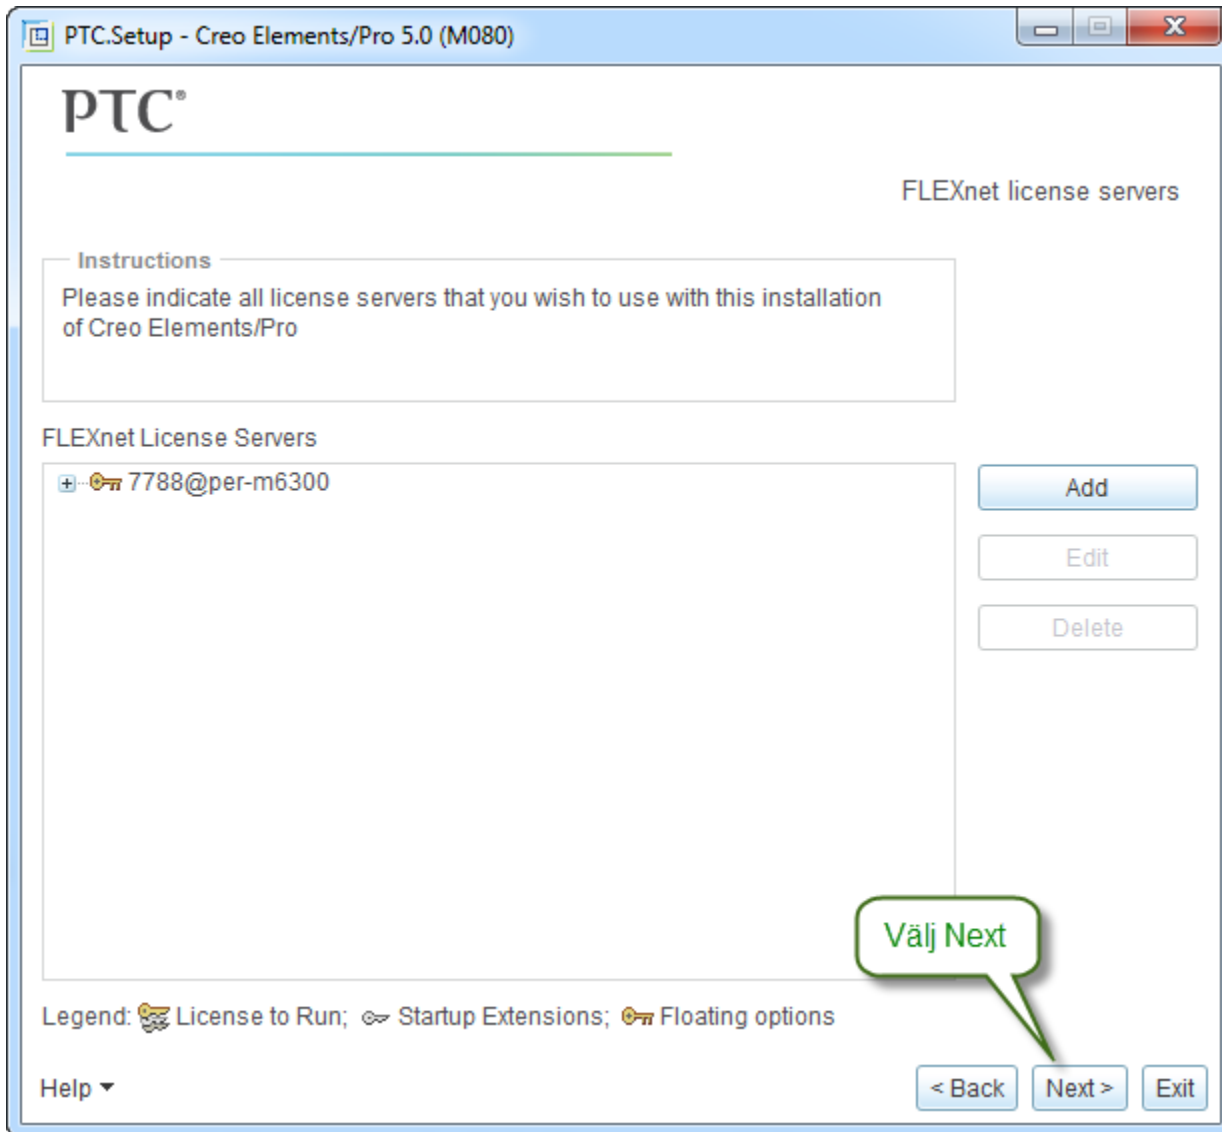 PTC.Setup - Creo Elements/Pro 5.0 (M080)
PTC®
FLEXnet license servers
Instructions
Please indicate all license servers that you wish to use with this installation
of Creo Elements/Pro
FLEXnet License Servers
7788@per-m6300
Add
Edit
Delete
Välj Next
Legend: License to Run; Startup Extensions; Floating options
Help
< Back
Next >
Exit